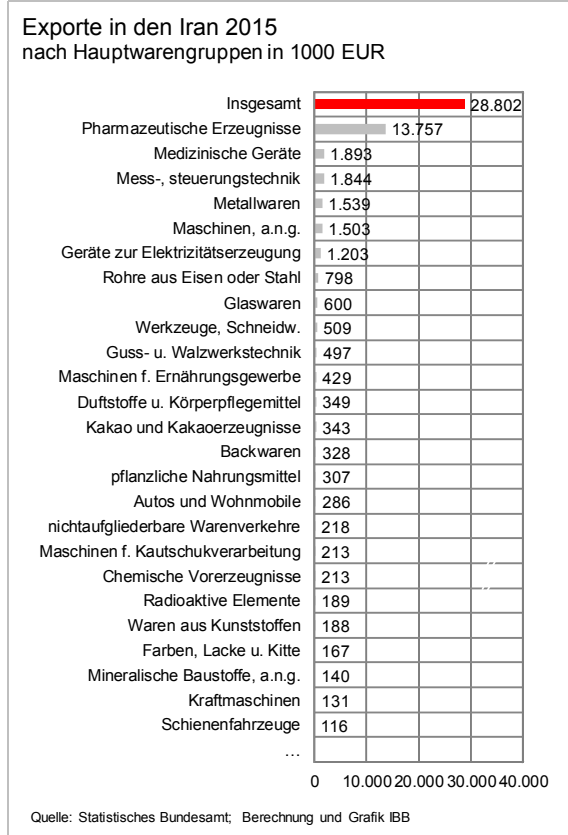 Exporte in den Iran 2015
nach Hauptwarengruppen in 1000 EUR
Insgesamt 28.802
Pharmazeutische Erzeugnisse 13.757
Medizinische Geräte 1.893
Mess-, steuerungstechnik 1.844
Metallwaren 1.539
Maschinen, a.n.g. 1.503
Geräte zur Elektrizitätserzeugung 1.203
Rohre aus Eisen oder Stahl 798
Glaswaren 600
Werkzeuge, Schneidw. 509
Guss- u. Walzwerkstechnik 497
Maschinen f. Ernährungsgewerbe 429
Duftstoffe u. Körperpflegemittel 349
Kakao und Kakaoerzeugnisse 343
Backwaren 328
pflanzliche Nahrungsmittel 307
Autos und Wohnmobile 286
nichtaufgliederbare Warenverkehre 218
Maschinen f. Kautschukverarbeitung 213
Chemische Vorerzeugnisse 213
Radioaktive Elemente 189
Waren aus Kunststoffen 188
Farben, Lacke u. Kitte 167
Mineralische Baustoffe, a.n.g. 140
Kraftmaschinen 131
Schienenfahrzeuge 116
…
0 10.000 20.000 30.000 40.000
Quelle: Statistisches Bundesamt; Berechnung und Grafik IBB